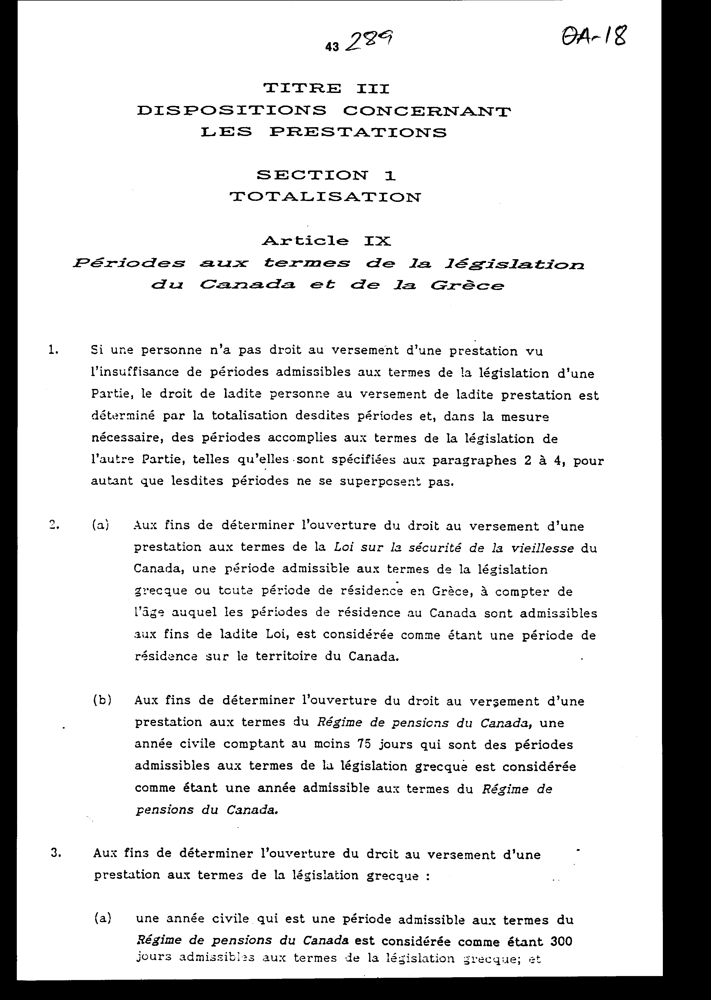 43 289
ΘΑ-18
TITRE III
DISPOSITIONS CONCERNANT
LES PRESTATIONS
SECTION 1
TOTALISATION
Article IX
Périodes aux termes de la législation
du Canada et de la Grèce
1. Si une personne n'a pas droit au versement d'une prestation vu
l'insuffisance de périodes admissibles aux termes de la législation d'une
Partie, le droit de ladite personne au versement de ladite prestation est
déterminé par la totalisation desdites périodes et, dans la mesure
nécessaire, des périodes accomplies aux termes de la législation de
l'autre Partie, telles qu'elles sont spécifiées aux paragraphes 2 à 4, pour
autant que lesdites périodes ne se superposent pas.
2. (a) Aux fins de déterminer l'ouverture du droit au versement d'une
prestation aux termes de la Loi sur la sécurité de la vieillesse du
Canada, une période admissible aux termes de la législation
grecque ou toute période de résidence en Grèce, à compter de
l'âge auquel les périodes de résidence au Canada sont admissibles
aux fins de ladite Loi, est considérée comme étant une période de
résidence sur le territoire du Canada.
(b) Aux fins de déterminer l'ouverture du droit au versement d'une
prestation aux termes du Régime de pensions du Canada, une
année civile comptant au moins 75 jours qui sont des périodes
admissibles aux termes de la législation grecque est considérée
comme étant une année admissible aux termes du Régime de
pensions du Canada.
3. Aux fins de déterminer l'ouverture du droit au versement d'une
prestation aux termes de la législation grecque :
(a) une année civile qui est une période admissible aux termes du
Régime de pensions du Canada est considérée comme étant 300
jours admissibles aux termes de la législation grecque; et